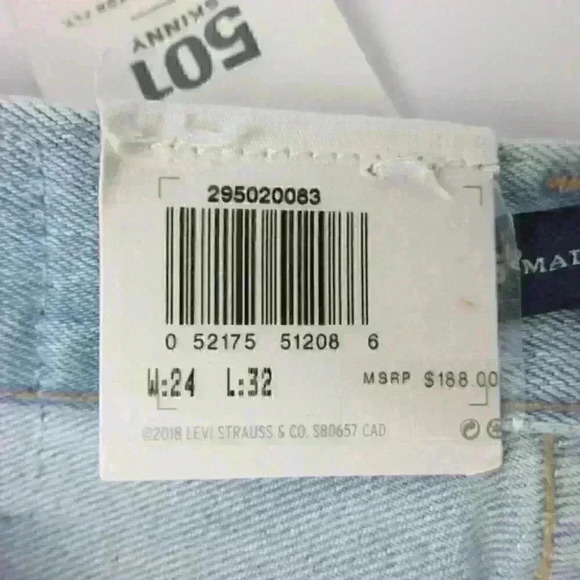 501
SKINNY
295020083
0 52175 51208 6
W:24 L:32
MSRP $188.00
©2018 LEVI STRAUSS & CO. S80657 CAD
MAD